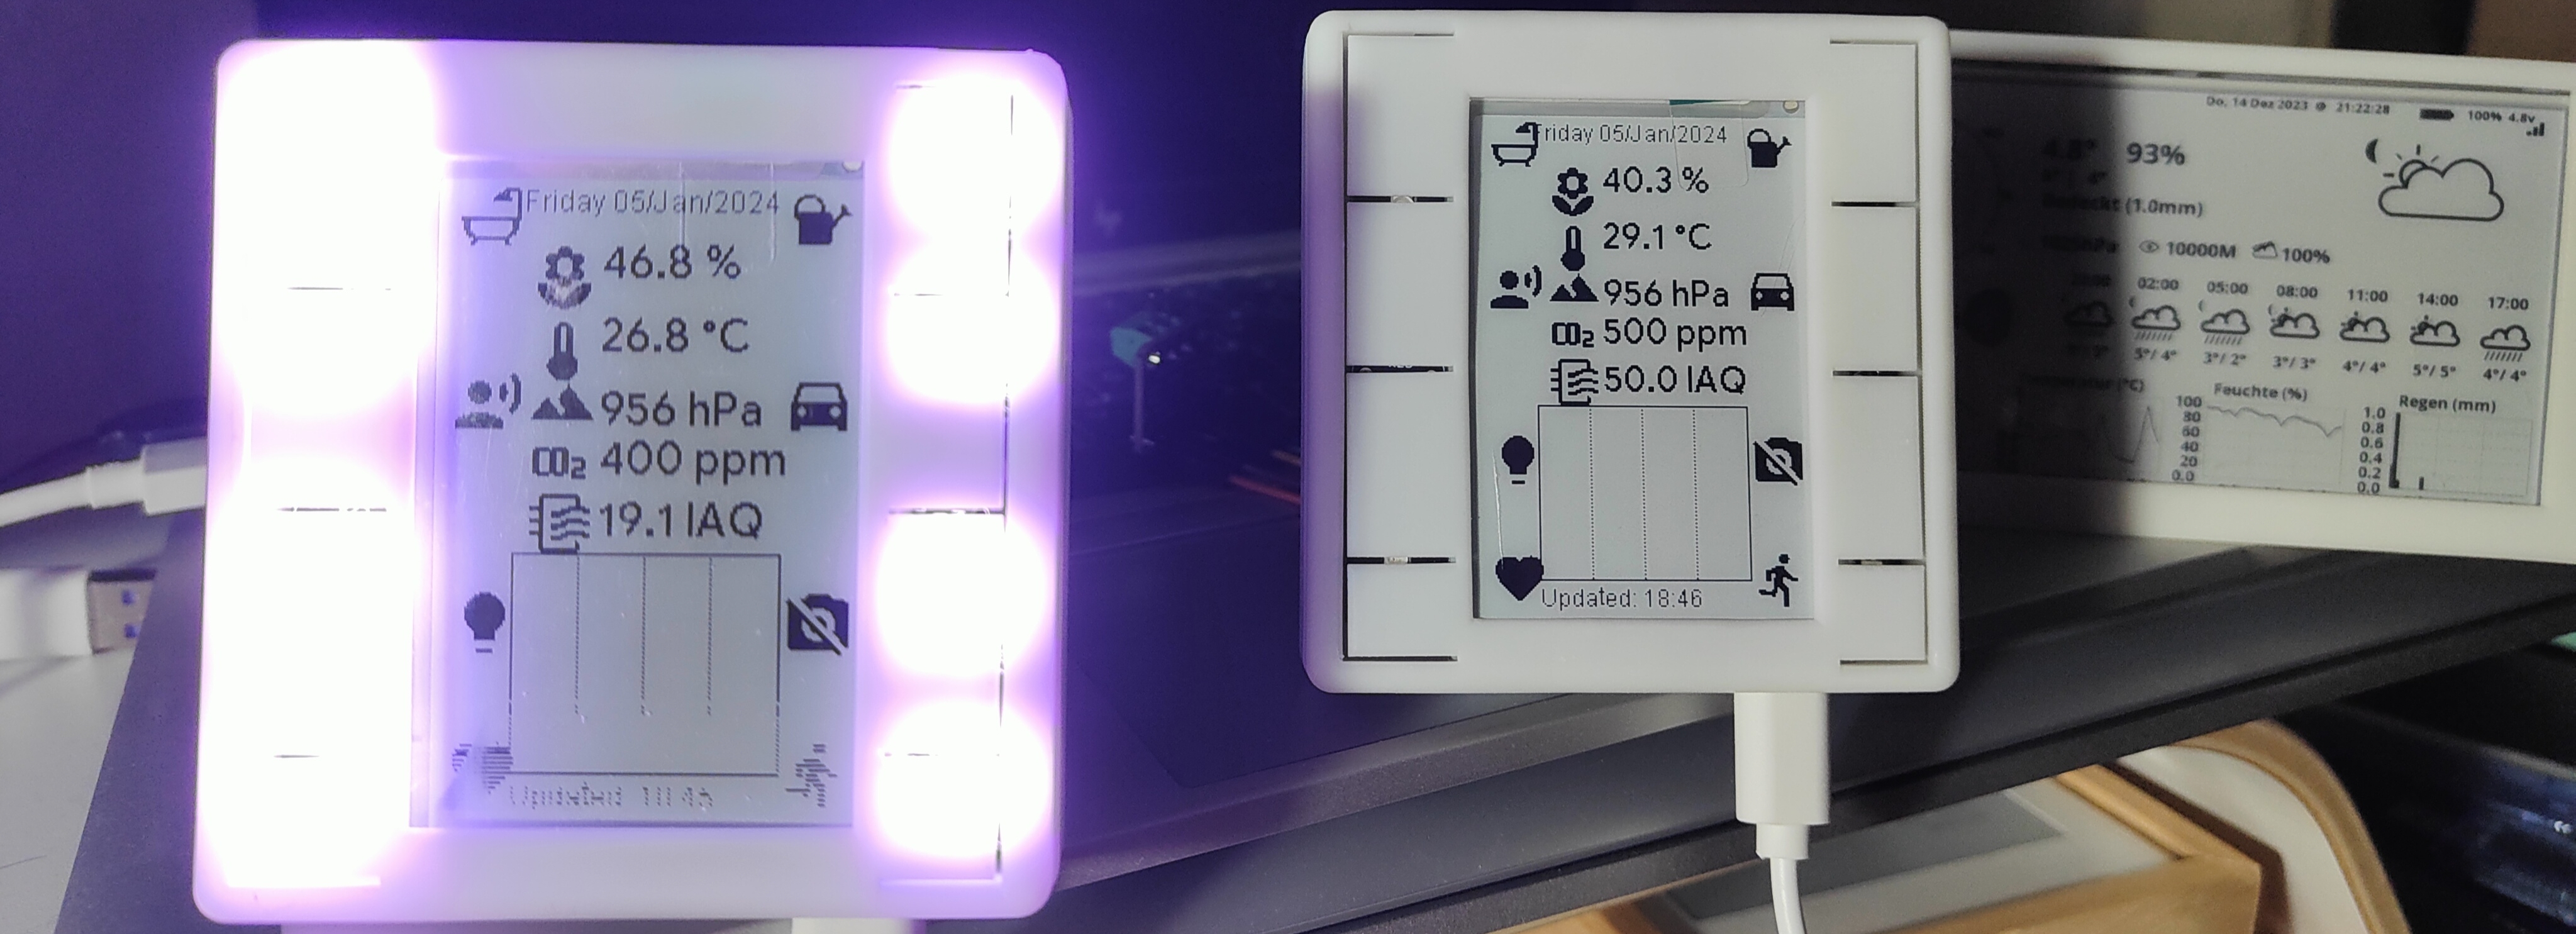 Friday 05/Jan/2024
46.8 %
26.8 °C
956 hPa
CO2 400 ppm
19.1 IAQ
Friday 05/Jan/2024
40.3 %
29.1 °C
956 hPa
CO2 500 ppm
50.0 IAQ
Updated: 18:46
Do, 14 Dez 2023 @ 21:22:28 100% 4.8v
93%
(1.0mm)
10000M 100%
02:00 05:00 08:00 11:00 14:00 17:00
5°/ 4° 3°/ 2° 3°/ 3° 4°/ 4° 5°/ 5° 4°/ 4°
(°C) Feuchte (%) Regen (mm)
100
80
60
40
20
0.0
1.0
0.8
0.6
0.4
0.2
0.0